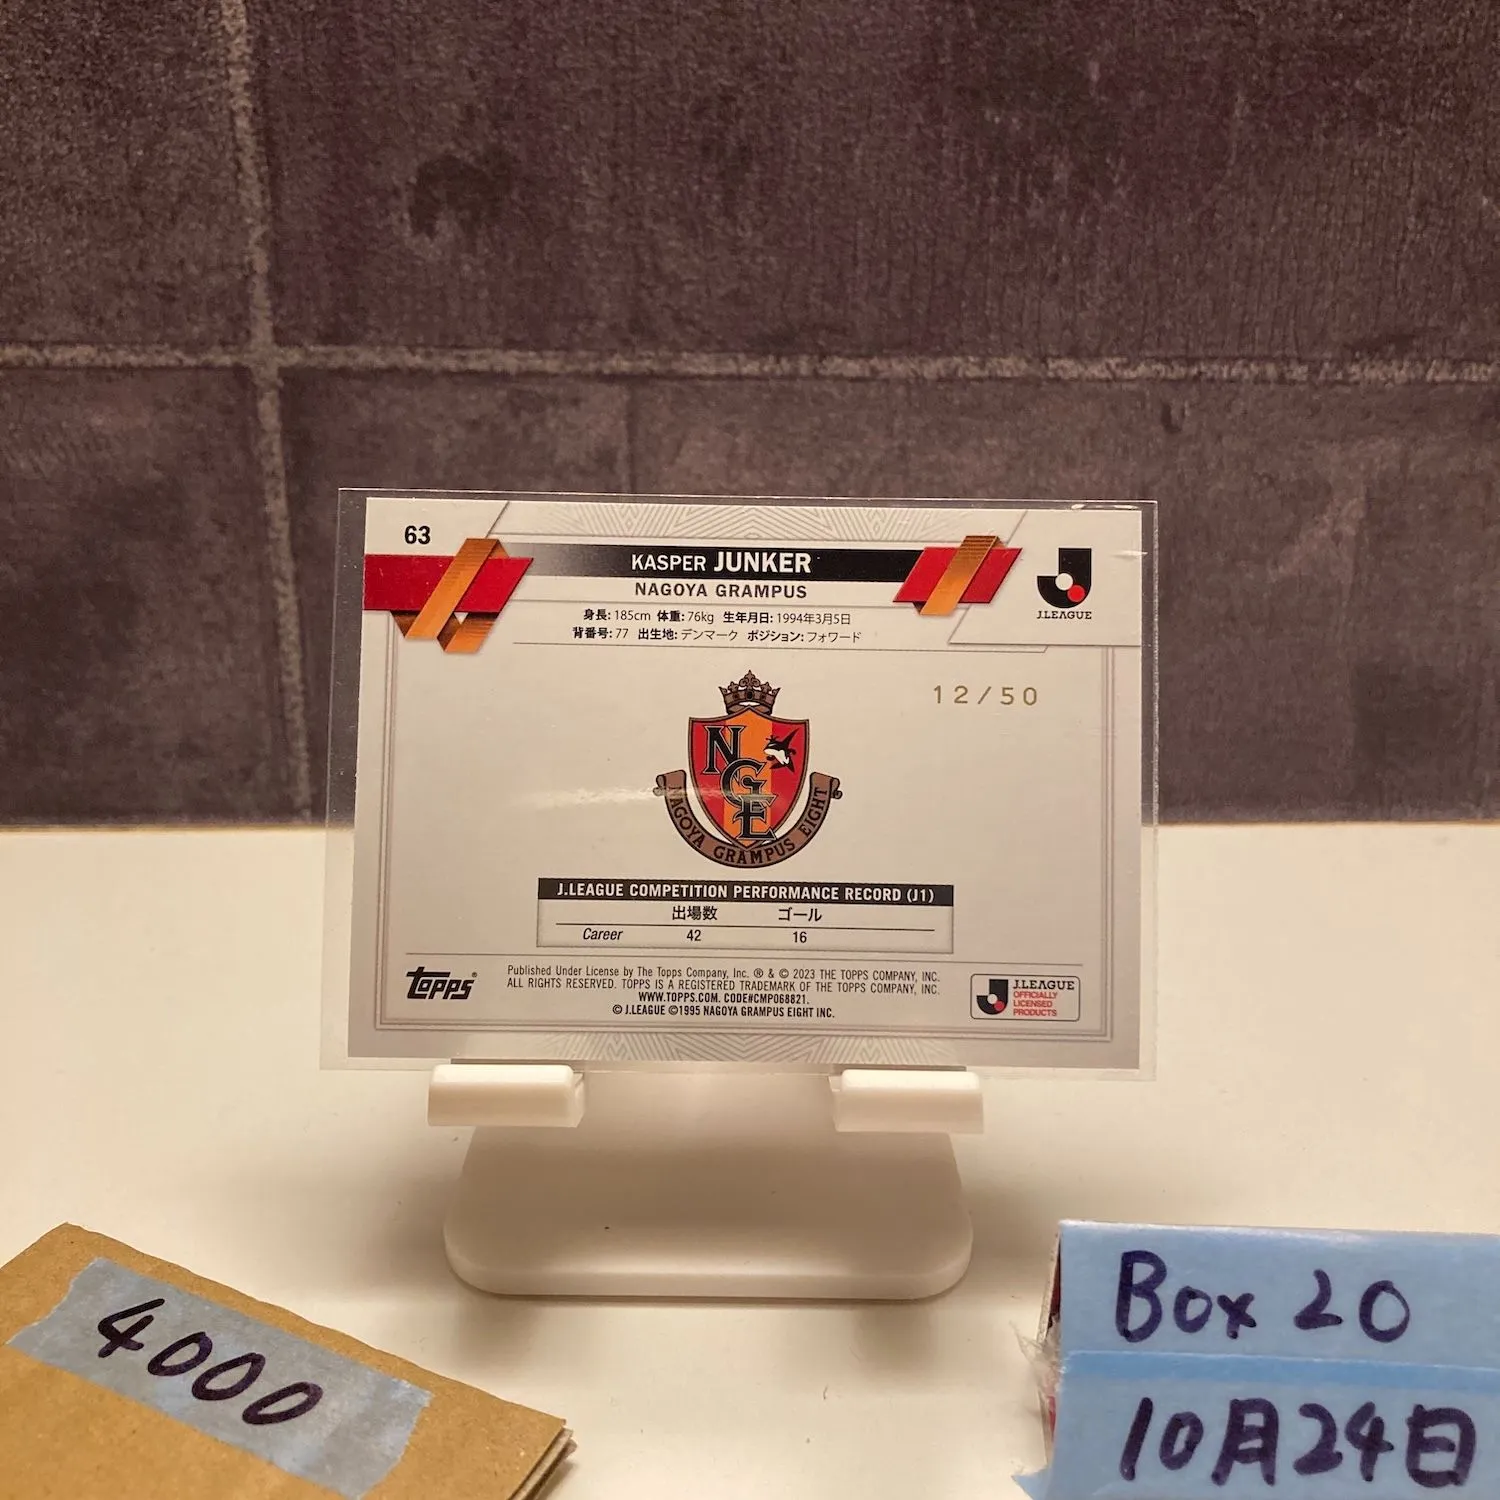 63
KASPER JUNKER
NAGOYA GRAMPUS
身長: 185cm 体重: 76kg 生年月日: 1994年3月5日
背番号: 77 出生地: デンマーク ポジション: フォワード
J.LEAGUE
12/50
NGE
NAGOYA GRAMPUS EIGHT
J.LEAGUE COMPETITION PERFORMANCE RECORD (J1)
出場数 ゴール
Career 42 16
Topps®
Published Under License by The Topps Company, Inc. ® & © 2023 THE TOPPS COMPANY, INC.
ALL RIGHTS RESERVED. TOPPS IS A REGISTERED TRADEMARK OF THE TOPPS COMPANY, INC.
WWW.TOPPS.COM. CODE#CMP068821.
© J.LEAGUE ©1995 NAGOYA GRAMPUS EIGHT INC.
J.LEAGUE
OFFICIALLY
LICENSED
PRODUCTS
4000
Box 20
10月24日